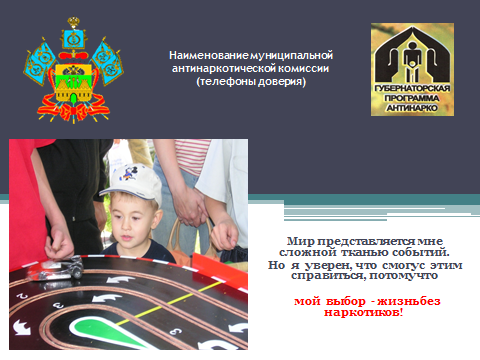 Наименование муниципальной
антинаркотической комиссии
(телефоны доверия)
ГУБЕРНАТОРСКАЯ
ПРОГРАММА
АНТИНАРКО
Мир представляется мне
сложной тканью событий.
Но я уверен, что смогус этим
справиться, потомучто
мой выбор - жизньбез
наркотиков!